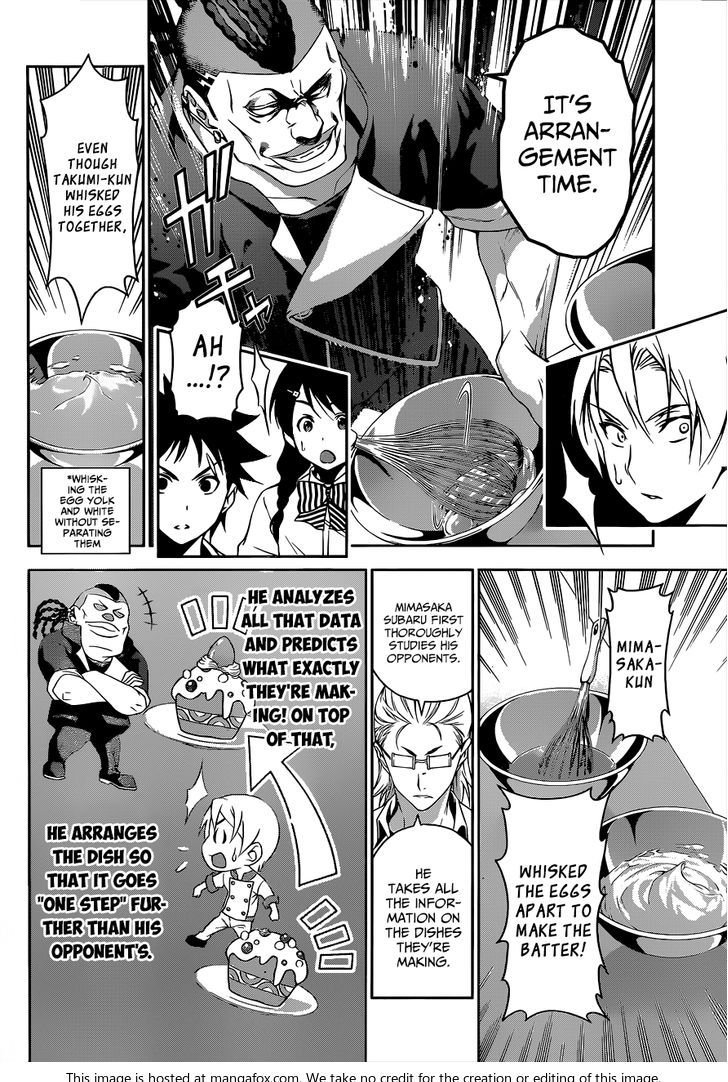 IT'S
ARRAN-
GEMENT
TIME.
ガ
チャ
AH
....!?
EVEN
THOUGH
TAKUMI-KUN
WHISKED
HIS EGGS
TOGETHER,
*WHISK-
ING THE
EGG YOLK
AND WHITE
WITHOUT SE-
PARATING
THEM
MIMA-
SAKA-
KUN
WHISKED
THE EGGS
APART TO
MAKE THE
BATTER!
MIMASAKA
SUBARU FIRST
THOROUGHLY
STUDIES HIS
OPPONENTS.
HE
TAKES ALL
THE INFOR-
MATION ON
THE DISHES
THEY'RE
MAKING.
HE ANALYZES
ALL THAT DATA
AND PREDICTS
WHAT EXACTLY
THEY'RE MAK-
ING! ON TOP
OF THAT,
HE ARRANGES
THE DISH SO
THAT IT GOES
"ONE STEP" FUR-
THER THAN HIS
OPPONENT'S.
This image is hosted at mangafox.com. We take no credit for the creation or editing of this image.